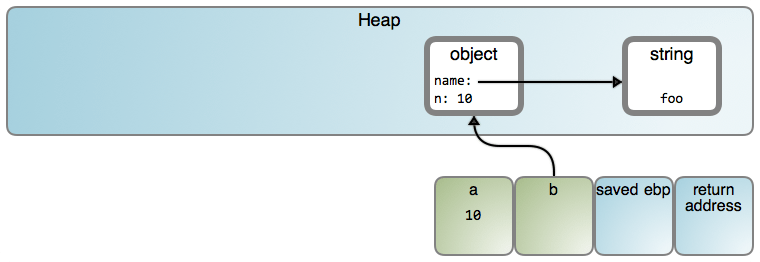 Heap
object
name:
n: 10
string
foo
a
10
b
saved ebp
return
address